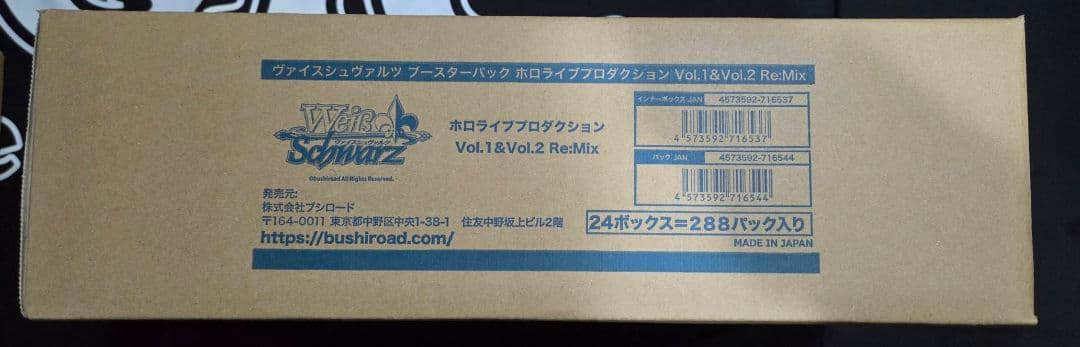 ヴァイスシュヴァルツ ブースターパック ホロライブプロダクション Vol.1&Vol.2 Re:Mix
Weiß
ヴァイスシュヴァルツ
Schwarz
©bushiroad All Rights Reserved.
ホロライブプロダクション
Vol.1&Vol.2 Re:Mix
インナーボックス JAN 4573592-716537
4 573592 716537
パック JAN 4573592-716544
4 573592 716544
発売元:
株式会社ブシロード
〒164-0011 東京都中野区中央1-38-1 住友中野坂上ビル2階
https://bushiroad.com/
24ボックス=288パック入り
MADE IN JAPAN